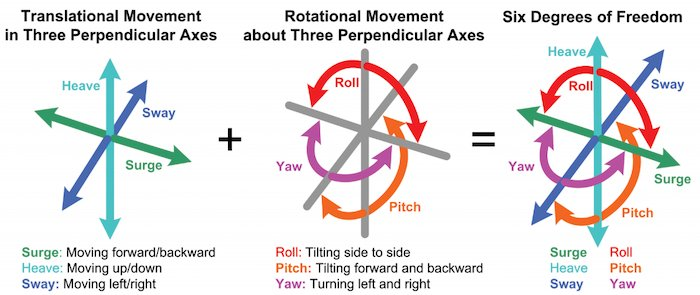 Translational Movement
in Three Perpendicular Axes
Heave
Sway
Surge
Surge: Moving forward/backward
Heave: Moving up/down
Sway: Moving left/right
+
Rotational Movement
about Three Perpendicular Axes
Roll
Yaw
Pitch
Roll: Tilting side to side
Pitch: Tilting forward and backward
Yaw: Turning left and right
=
Six Degrees of Freedom
Heave
Roll
Sway
Yaw
Surge
Pitch
Surge Roll
Heave Pitch
Sway Yaw